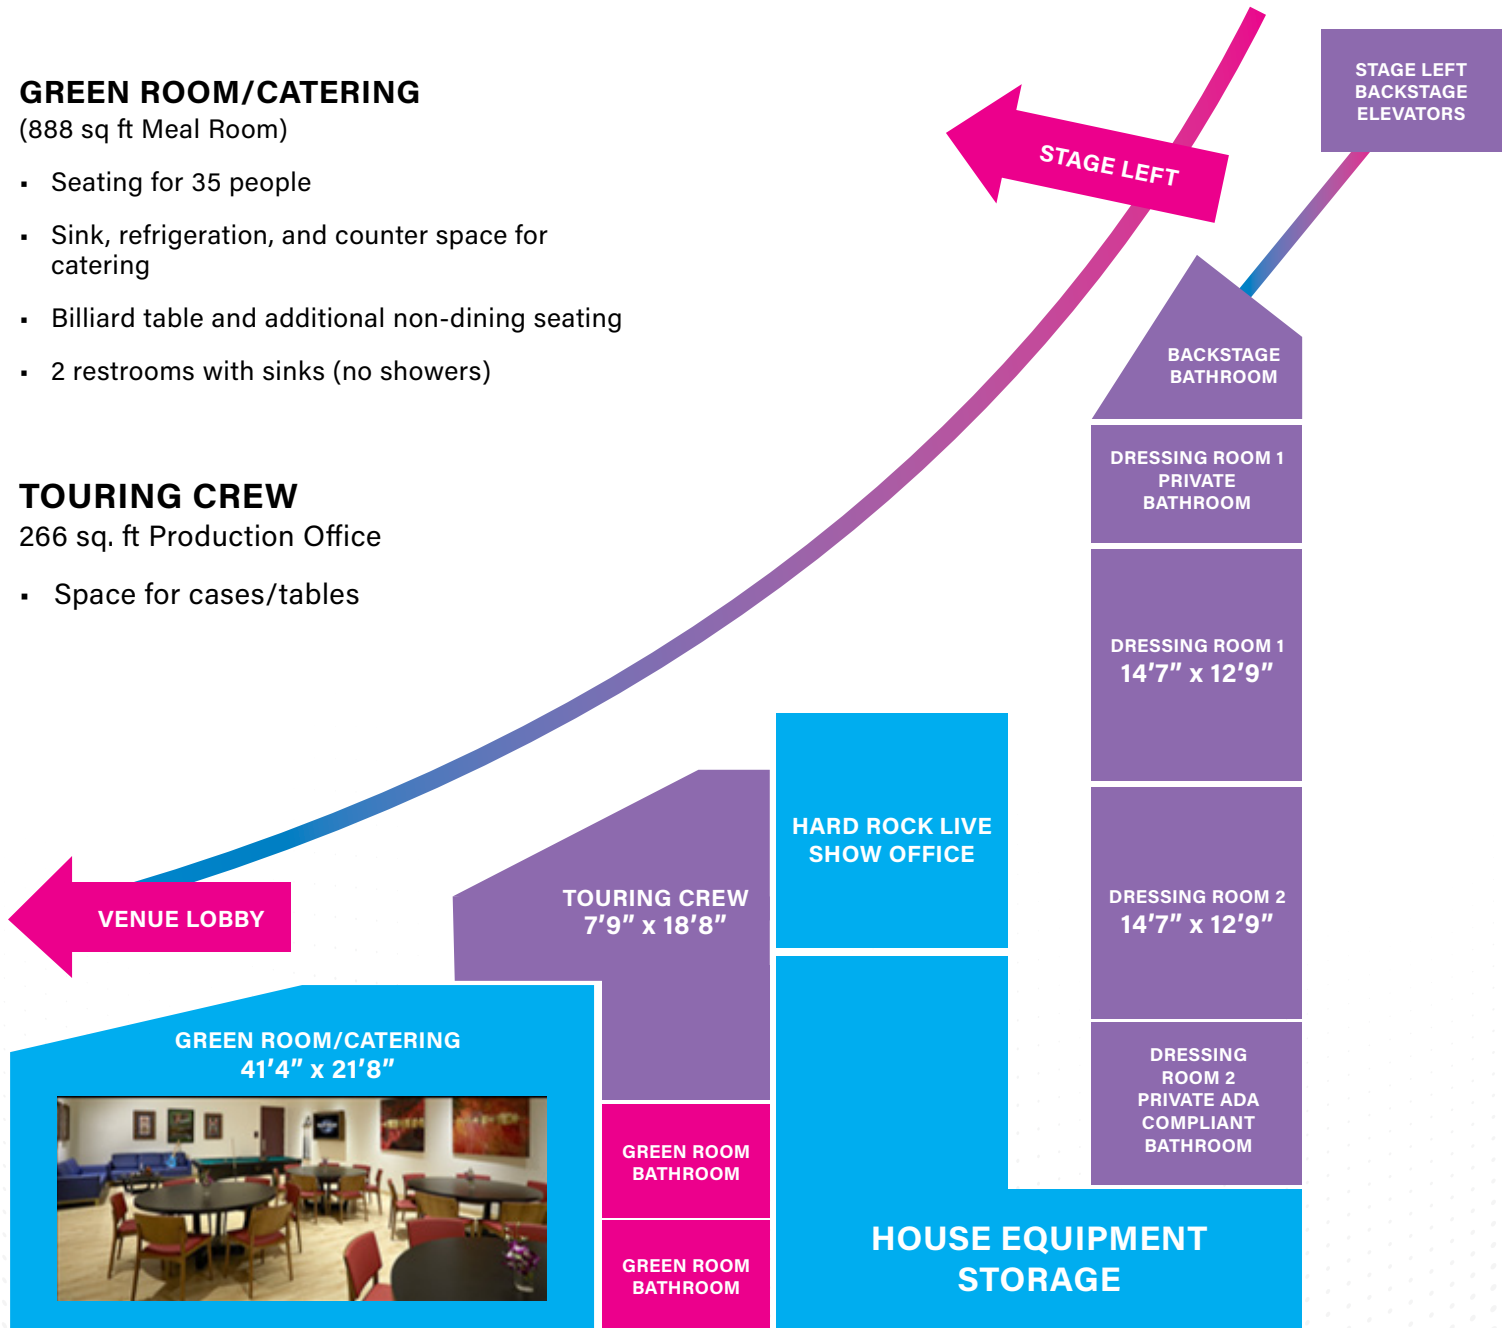 GREEN ROOM/CATERING
(888 sq ft Meal Room)
▪ Seating for 35 people
▪ Sink, refrigeration, and counter space for
catering
▪ Billiard table and additional non-dining seating
▪ 2 restrooms with sinks (no showers)
TOURING CREW
266 sq. ft Production Office
▪ Space for cases/tables
STAGE LEFT
STAGE LEFT
BACKSTAGE
ELEVATORS
BACKSTAGE
BATHROOM
DRESSING ROOM 1
PRIVATE
BATHROOM
DRESSING ROOM 1
14’7” x 12’9”
DRESSING ROOM 2
14’7” x 12’9”
DRESSING
ROOM 2
PRIVATE ADA
COMPLIANT
BATHROOM
HARD ROCK LIVE
SHOW OFFICE
TOURING CREW
7’9” x 18’8”
VENUE LOBBY
GREEN ROOM/CATERING
41’4” x 21’8”
GREEN ROOM
BATHROOM
GREEN ROOM
BATHROOM
HOUSE EQUIPMENT
STORAGE